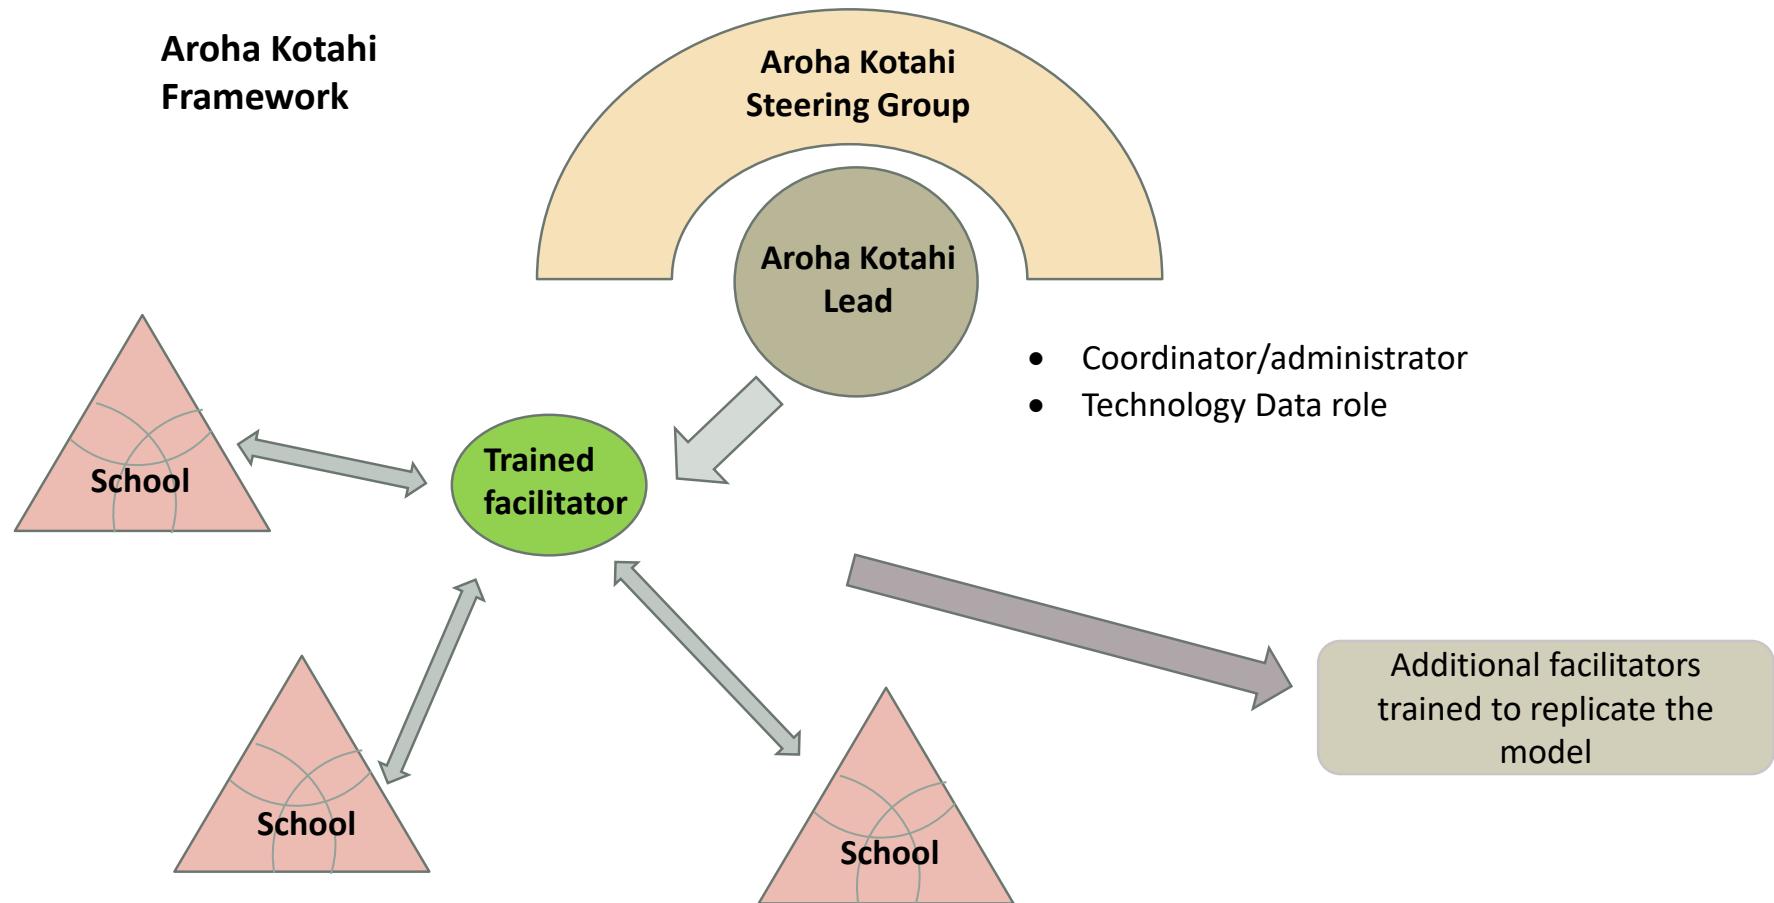 Aroha Kotahi
Framework
Aroha Kotahi
Steering Group
Aroha Kotahi
Lead
• Coordinator/administrator
• Technology Data role
Trained
facilitator
School
School
School
Additional facilitators
trained to replicate the
model